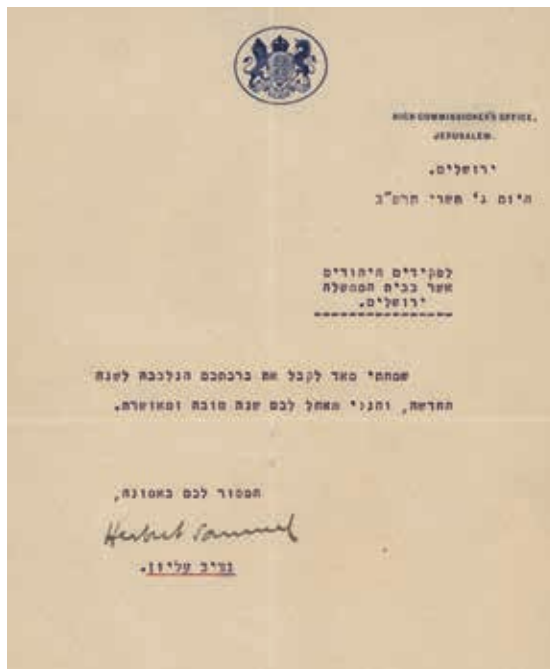 HIGH COMMISSIONER'S OFFICE,
JERUSALEM.
ירושלים.
היום ג' תשרי תרפ"ב
לפקידים היהודים
אשר בבית הממשלה
ירושלים.
שמחתי מאד לקבל את ברכתכם הנלבבה לשנה
החדשה, והנני מאחל לכם שנה טובה ומאושרת.
המסור לכם באמונה,
Herbert Samuel
נציב עליון.